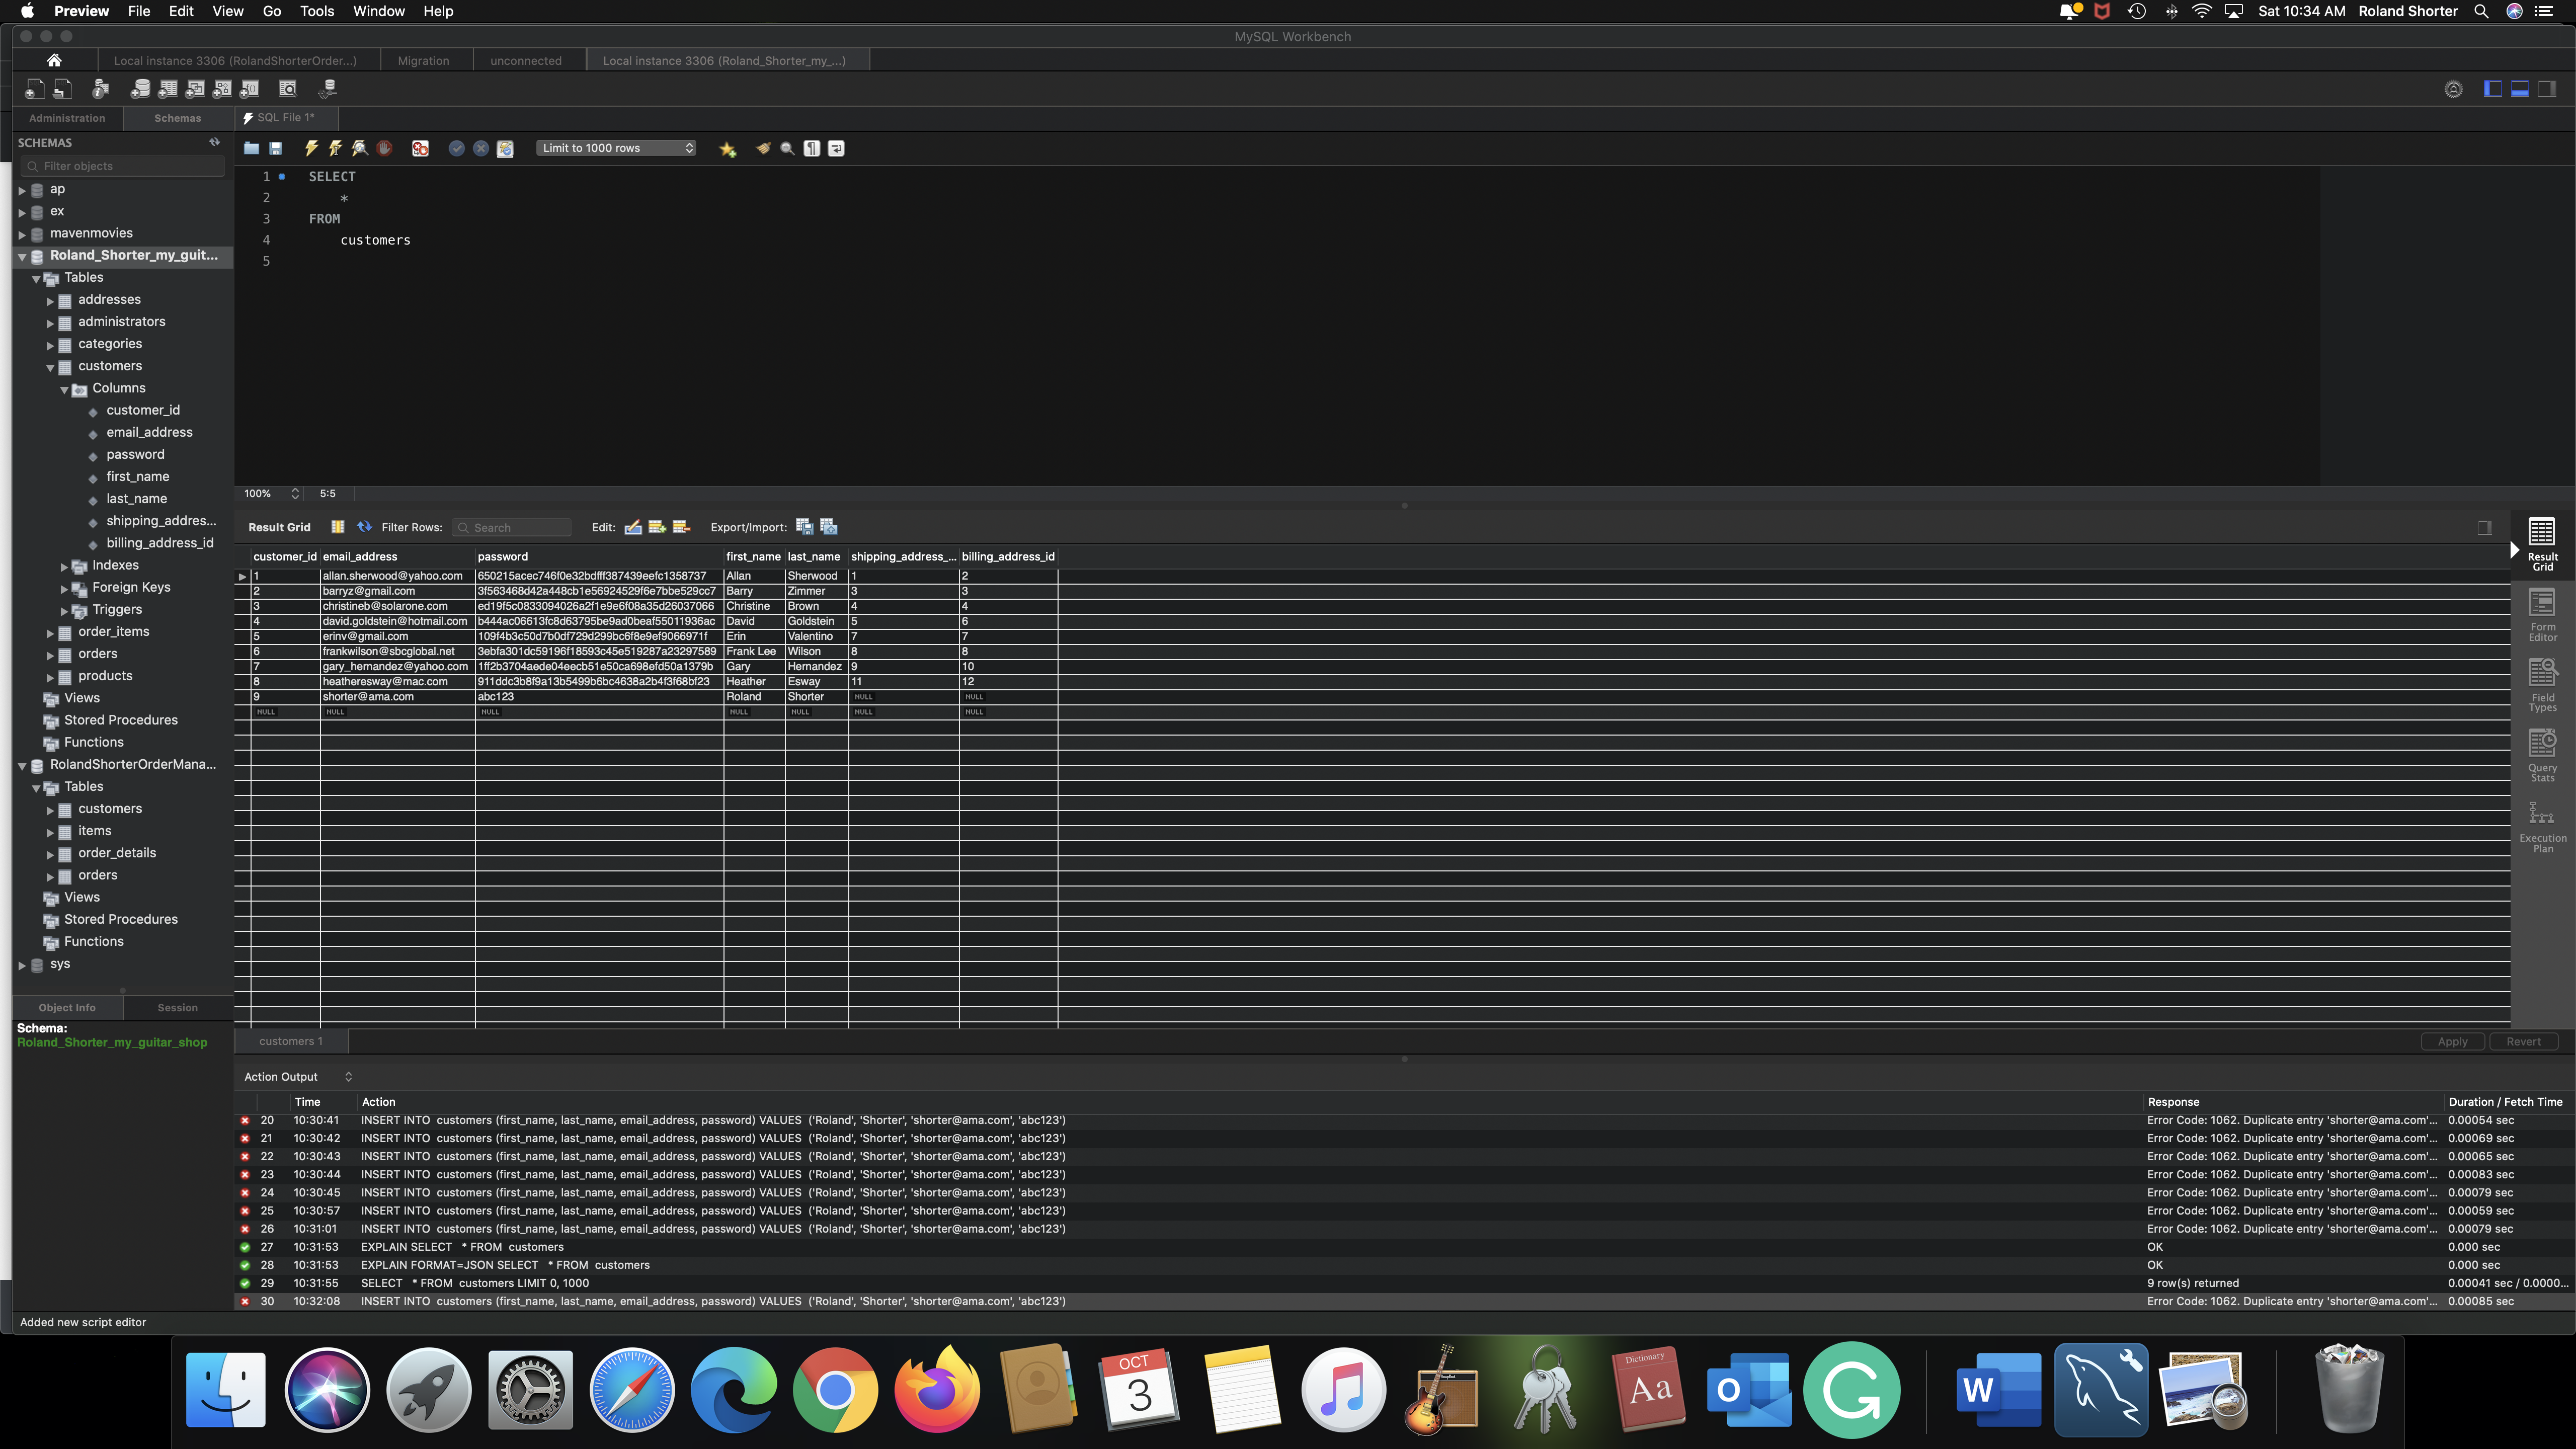 Preview File Edit View Go Tools Window Help Sat 10:34 AM Roland Shorter
MySQL Workbench
Local instance 3306 (RolandShorterOrder...) Migration unconnected Local instance 3306 (Roland_Shorter_my_...)
Administration Schemas SQL File 1*
SCHEMAS
Limit to 1000 rows
Filter objects
ap
ex
mavenmovies
Roland_Shorter_my_guit...
Tables
addresses
administrators
categories
customers
Columns
customer_id
email_address
password
first_name
last_name
shipping_addres...
billing_address_id
Indexes
Foreign Keys
Triggers
order_items
orders
products
Views
Stored Procedures
Functions
RolandShorterOrderMana...
Tables
customers
items
order_details
orders
Views
Stored Procedures
Functions
sys
Object Info Session
Schema:
Roland_Shorter_my_guitar_shop
1 SELECT
2 *
3 FROM
4 customers
5
100% 5:5
Result Grid Filter Rows: Search Edit: Export/Import:
customer_id email_address password first_name last_name shipping_address_... billing_address_id
1 allan.sherwood@yahoo.com 650215acec746f0e32bdfff387439eefc1358737 Allan Sherwood 1 2
2 barryz@gmail.com 3f563468d42a448cb1e56924529f6e7bbe529cc7 Barry Zimmer 3 3
3 christineb@solarone.com ed19f5c0833094026a2f1e9e6f08a35d26037066 Christine Brown 4 4
4 david.goldstein@hotmail.com b444ac06613fc8d63795be9ad0beaf55011936ac David Goldstein 5 6
5 erinv@gmail.com 109f4b3c50d7b0df729d299bc6f8e9ef9066971f Erin Valentino 7 7
6 frankwilson@sbcglobal.net 3ebfa301dc59196f18593c45e519287a23297589 Frank Lee Wilson 8 8
7 gary_hernandez@yahoo.com 1ff2b3704aede04eecb51e50ca698efd50a1379b Gary Hernandez 9 10
8 heatheresway@mac.com 911ddc3b8f9a13b5499b6bc4638a2b4f3f68bf23 Heather Esway 11 12
9 shorter@ama.com abc123 Roland Shorter NULL NULL
NULL NULL NULL NULL NULL NULL NULL
Result Grid
Form Editor
Field Types
Query Stats
Execution Plan
customers 1 Apply Revert
Action Output
Time Action Response Duration / Fetch Time
20 10:30:41 INSERT INTO customers (first_name, last_name, email_address, password) VALUES ('Roland', 'Shorter', 'shorter@ama.com', 'abc123') Error Code: 1062. Duplicate entry 'shorter@ama.com'... 0.00054 sec
21 10:30:42 INSERT INTO customers (first_name, last_name, email_address, password) VALUES ('Roland', 'Shorter', 'shorter@ama.com', 'abc123') Error Code: 1062. Duplicate entry 'shorter@ama.com'... 0.00069 sec
22 10:30:43 INSERT INTO customers (first_name, last_name, email_address, password) VALUES ('Roland', 'Shorter', 'shorter@ama.com', 'abc123') Error Code: 1062. Duplicate entry 'shorter@ama.com'... 0.00065 sec
23 10:30:44 INSERT INTO customers (first_name, last_name, email_address, password) VALUES ('Roland', 'Shorter', 'shorter@ama.com', 'abc123') Error Code: 1062. Duplicate entry 'shorter@ama.com'... 0.00083 sec
24 10:30:45 INSERT INTO customers (first_name, last_name, email_address, password) VALUES ('Roland', 'Shorter', 'shorter@ama.com', 'abc123') Error Code: 1062. Duplicate entry 'shorter@ama.com'... 0.00079 sec
25 10:30:57 INSERT INTO customers (first_name, last_name, email_address, password) VALUES ('Roland', 'Shorter', 'shorter@ama.com', 'abc123') Error Code: 1062. Duplicate entry 'shorter@ama.com'... 0.00059 sec
26 10:31:01 INSERT INTO customers (first_name, last_name, email_address, password) VALUES ('Roland', 'Shorter', 'shorter@ama.com', 'abc123') Error Code: 1062. Duplicate entry 'shorter@ama.com'... 0.00079 sec
27 10:31:53 EXPLAIN SELECT * FROM customers OK 0.000 sec
28 10:31:53 EXPLAIN FORMAT=JSON SELECT * FROM customers OK 0.000 sec
29 10:31:55 SELECT * FROM customers LIMIT 0, 1000 9 row(s) returned 0.00041 sec / 0.0000...
30 10:32:08 INSERT INTO customers (first_name, last_name, email_address, password) VALUES ('Roland', 'Shorter', 'shorter@ama.com', 'abc123') Error Code: 1062. Duplicate entry 'shorter@ama.com'... 0.00085 sec
Added new script editor
OCT
3
Dictionary
Aa
O
G
W